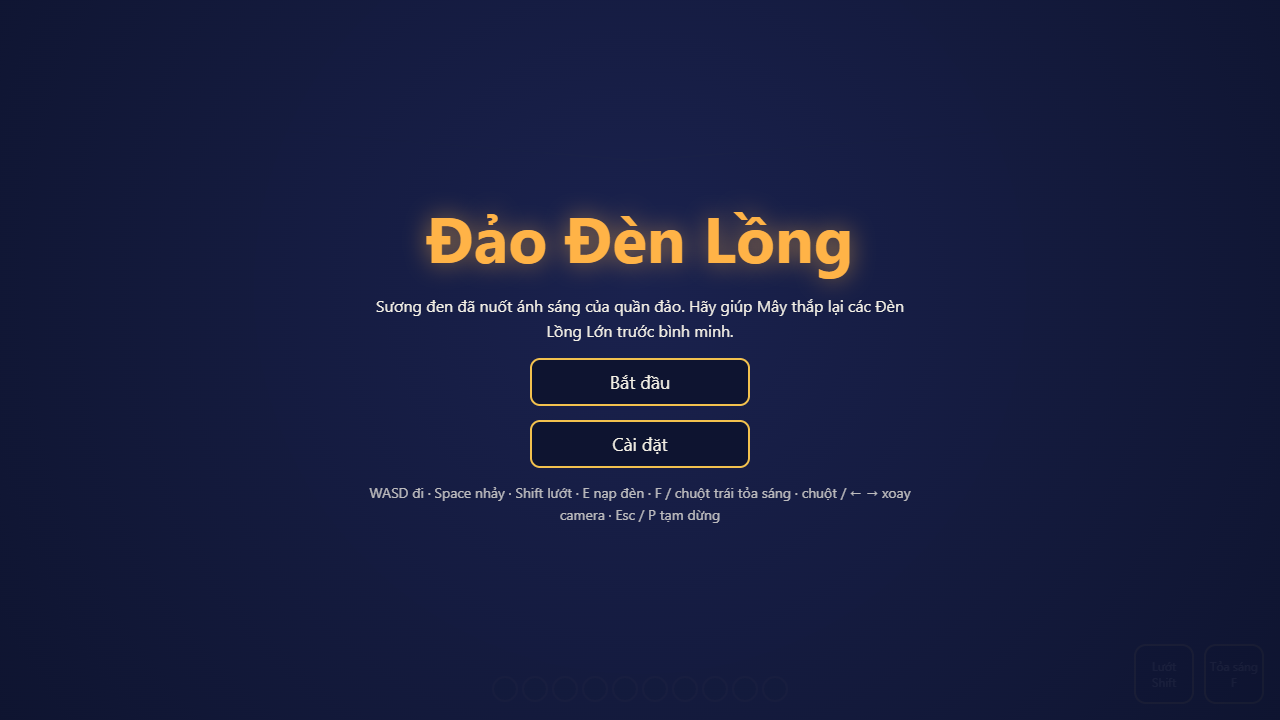 Đảo Đèn Lồng
Sương đen đã nuốt ánh sáng của quần đảo. Hãy giúp Mây thắp lại các Đèn
Lồng Lớn trước bình minh.
Bắt đầu
Cài đặt
WASD đi · Space nhảy · Shift lướt · E nạp đèn · F / chuột trái tỏa sáng · chuột / ← → xoay
camera · Esc / P tạm dừng
Lướt
Shift
Tỏa sáng
F